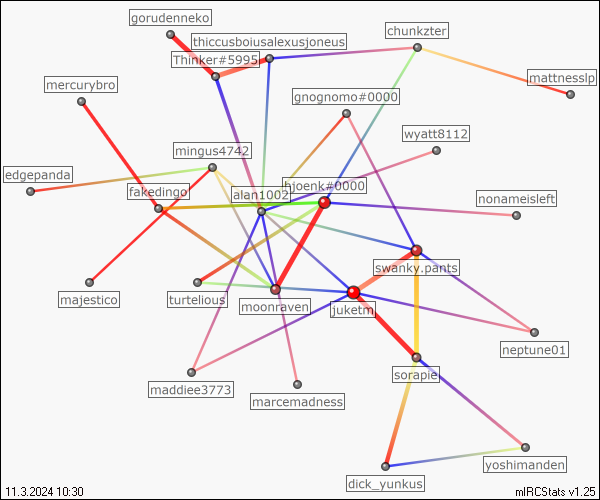 gorudenneko
chunkzter
thiccusboiusalexusjoneus
Thinker#5995
mattnesslp
mercurybro
gnognomo#0000
wyatt8112
mingus4742
edgepanda
fakedingo
hjoenk#0000
alan1002
nonameisleft
swanky.pants
majestico
turtelious
moonraven
juketm
neptune01
sorapie
maddiee3773
marcemadness
yoshimanden
dick_yunkus
11.3.2024 10:30
mIRCStats v1.25